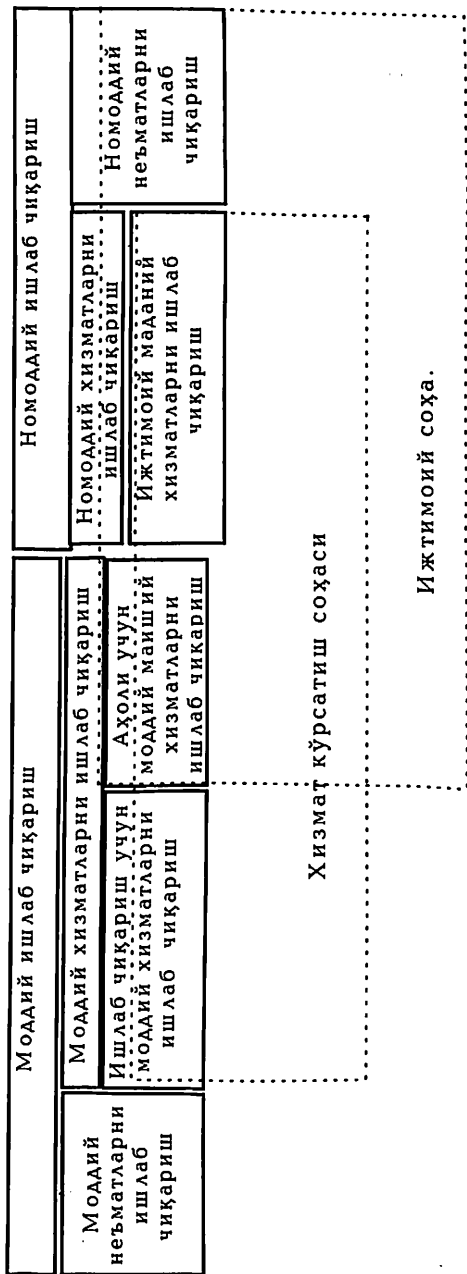 Моддий ишлаб чиқариш
Номоддий ишлаб чиқариш
Моддий
неъматларни
ишлаб
чиқариш
Моддий хизматларни ишлаб чиқариш
Ишлаб чиқариш учун
моддий хизматларни
ишлаб чиқариш
Аҳоли учун
моддий маиший
хизматларни
ишлаб чикариш
Номоддий хизматларни
ишлаб чиқариш
Ижтимоий маданий
хизматларни ишлаб
чиқариш
Номоддий
неъматларни
ишлаб
чиқариш
Хизмат кўрсатиш соҳаси
Ижтимоий соҳа.